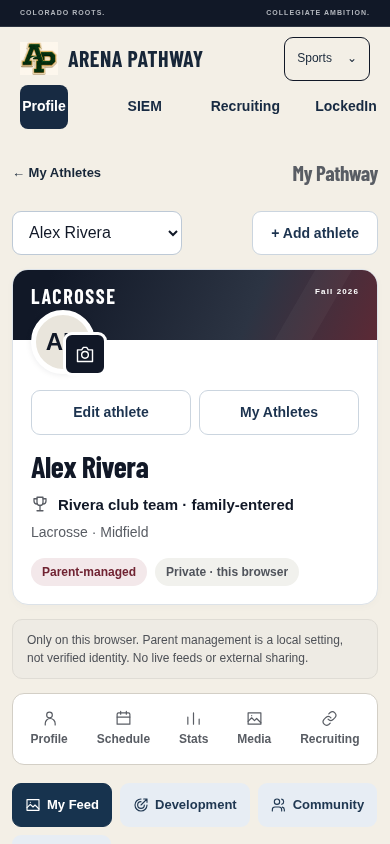 COLORADO ROOTS. COLLEGIATE AMBITION.
AP ARENA PATHWAY Sports
Profile SIEM Recruiting LockedIn
← My Athletes My Pathway
Alex Rivera + Add athlete
LACROSSE Fall 2026
A
Edit athlete My Athletes
Alex Rivera
Rivera club team · family-entered
Lacrosse · Midfield
Parent-managed Private · this browser
Only on this browser. Parent management is a local setting,
not verified identity. No live feeds or external sharing.
Profile Schedule Stats Media Recruiting
My Feed Development Community